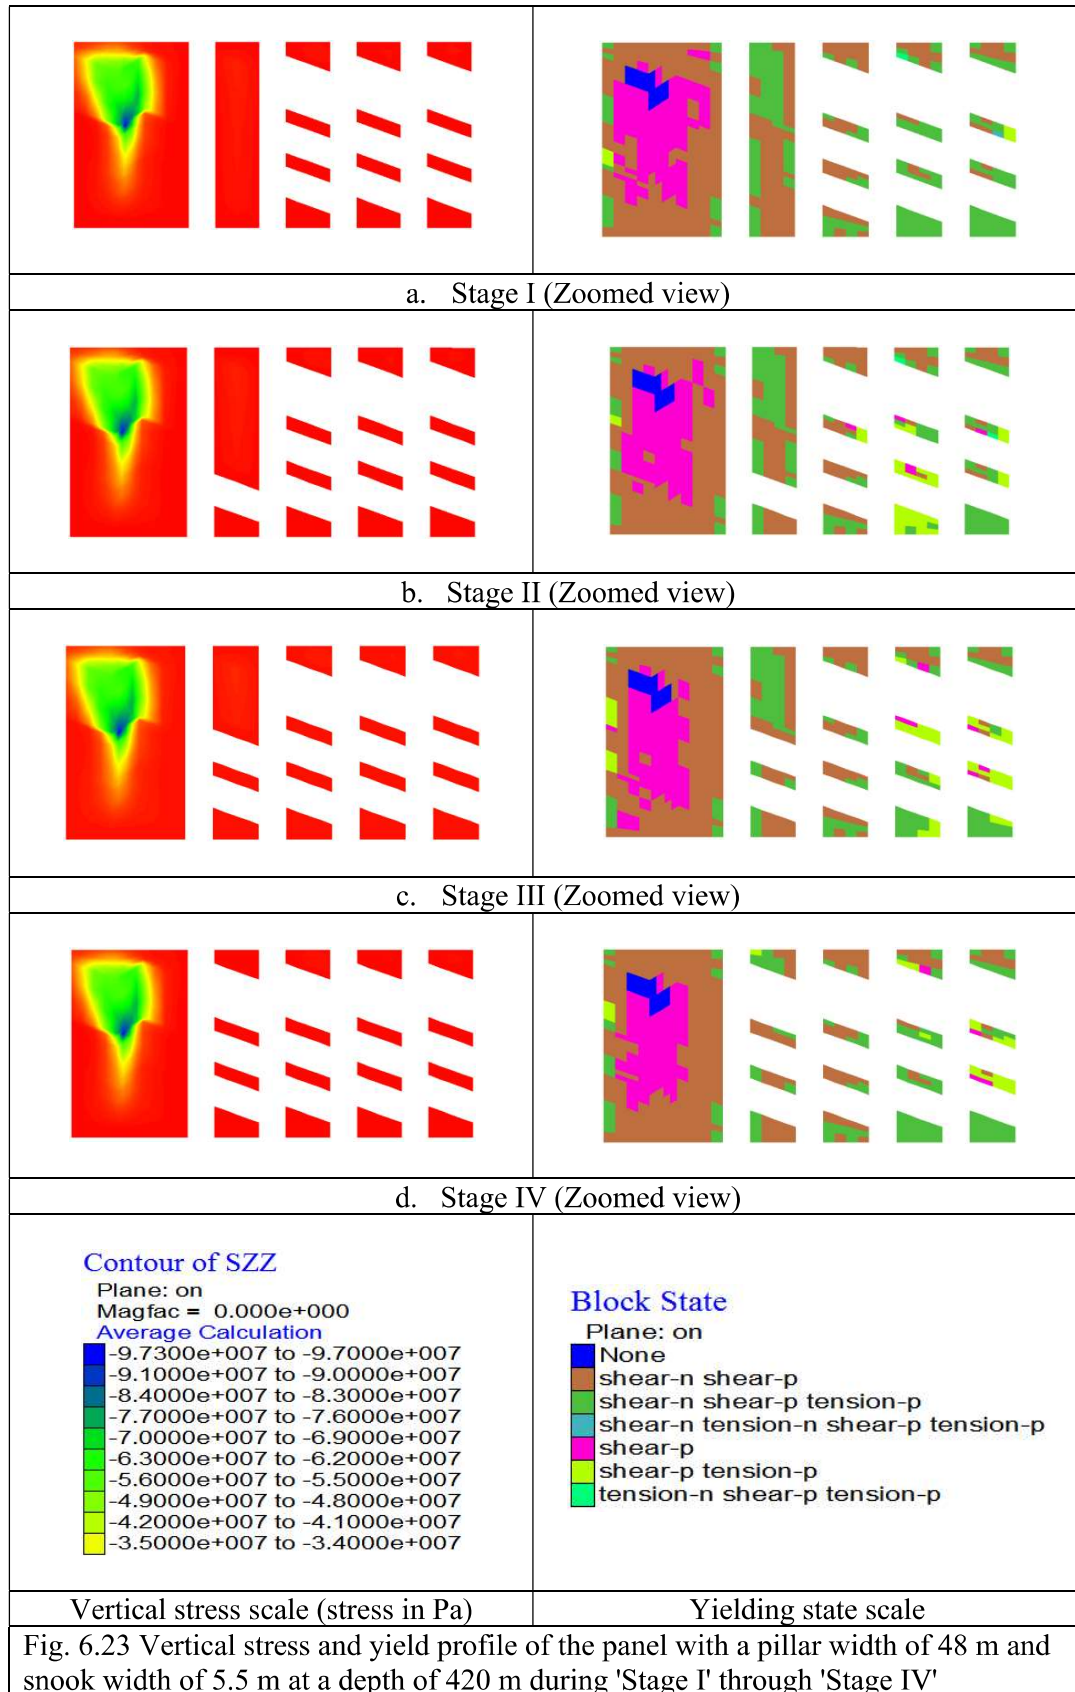 a. Stage I (Zoomed view)
b. Stage II (Zoomed view)
c. Stage III (Zoomed view)
d. Stage IV (Zoomed view)
Contour of SZZ
Plane: on
Magfac = 0.000e+000
Average Calculation
-9.7300e+007 to -9.7000e+007
-9.1000e+007 to -9.0000e+007
-8.4000e+007 to -8.3000e+007
-7.7000e+007 to -7.6000e+007
-7.0000e+007 to -6.9000e+007
-6.3000e+007 to -6.2000e+007
-5.6000e+007 to -5.5000e+007
-4.9000e+007 to -4.8000e+007
-4.2000e+007 to -4.1000e+007
-3.5000e+007 to -3.4000e+007
Block State
Plane: on
None
shear-n shear-p
shear-n shear-p tension-p
shear-n tension-n shear-p tension-p
shear-p
shear-p tension-p
tension-n shear-p tension-p
Vertical stress scale (stress in Pa)
Yielding state scale
Fig. 6.23 Vertical stress and yield profile of the panel with a pillar width of 48 m and
snook width of 5.5 m at a depth of 420 m during 'Stage I' through 'Stage IV'